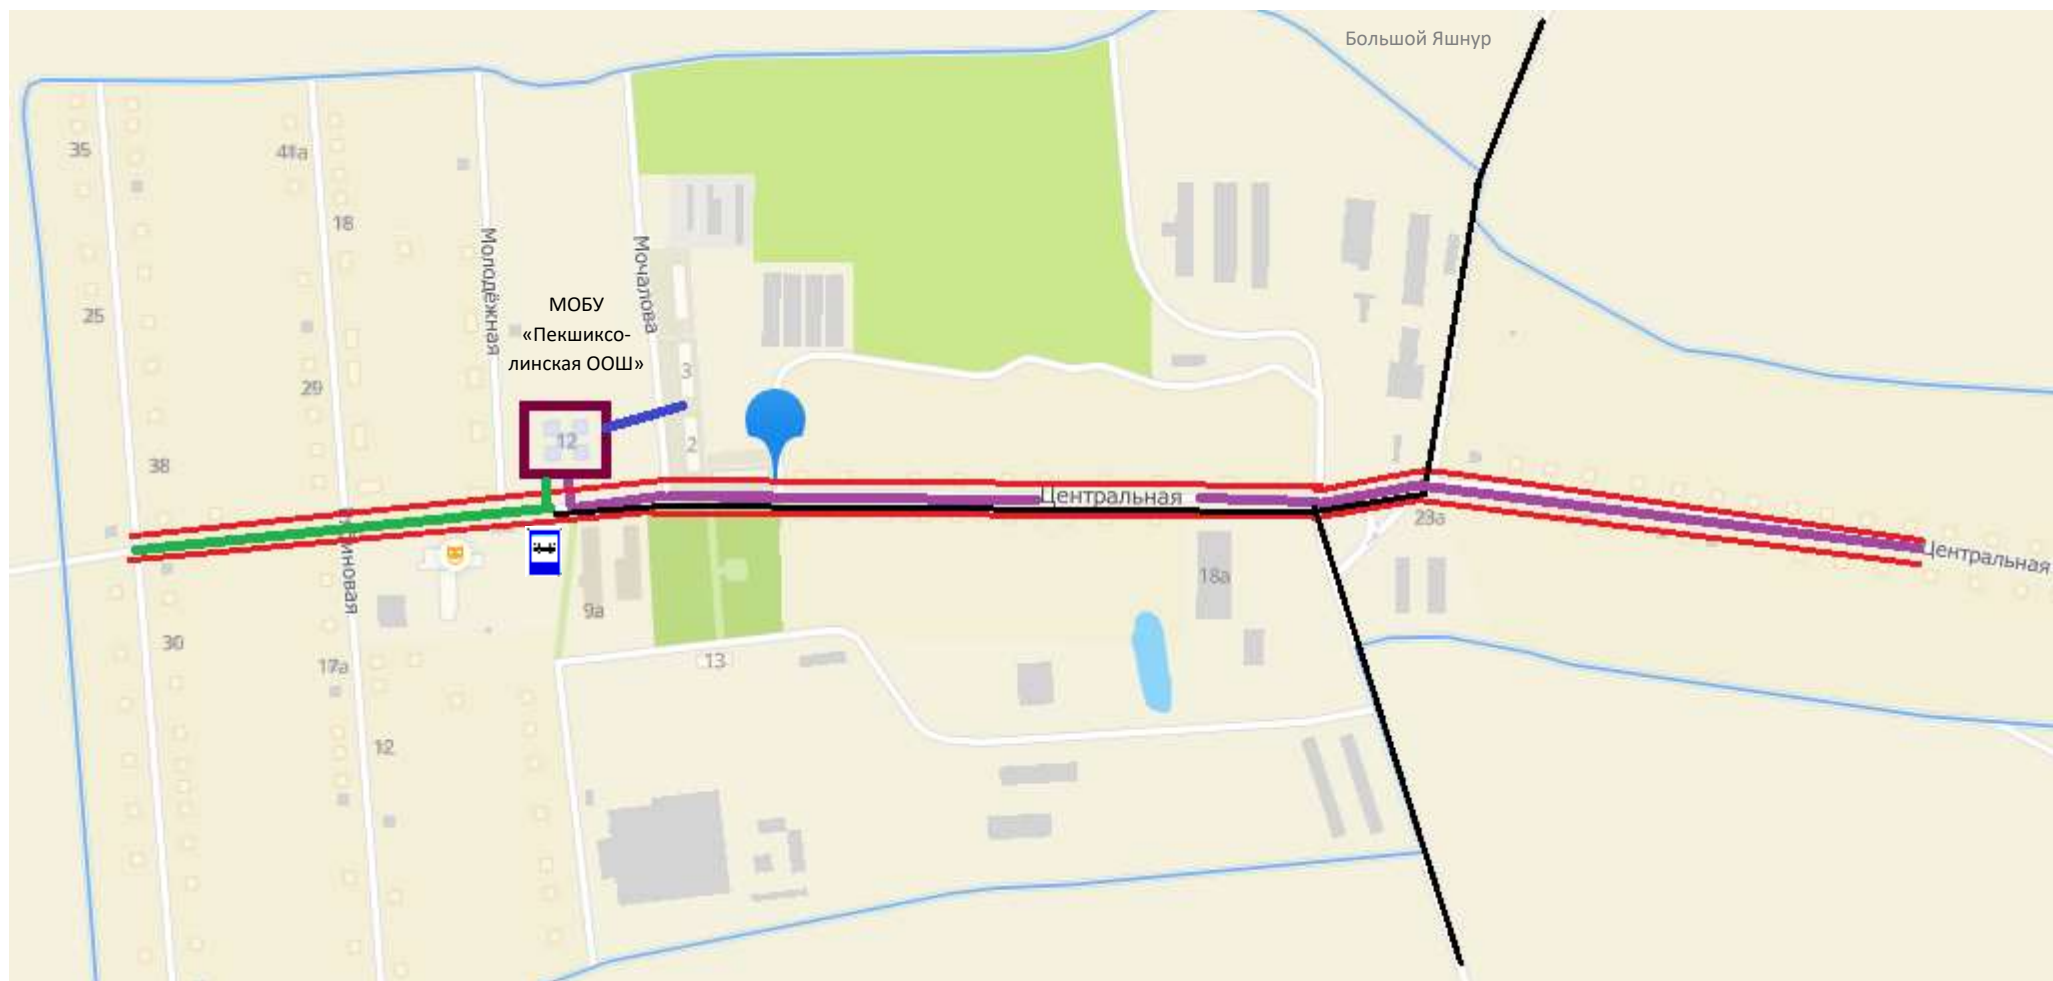 Большой Яшнур
35
41а
18
Молодёжная
Мочалова
25
МОБУ
«Пекшиксо-
линская ООШ»
3
29
12
2
38
Центральная
23а
Центральная
18а
9а
30
17а
13
12